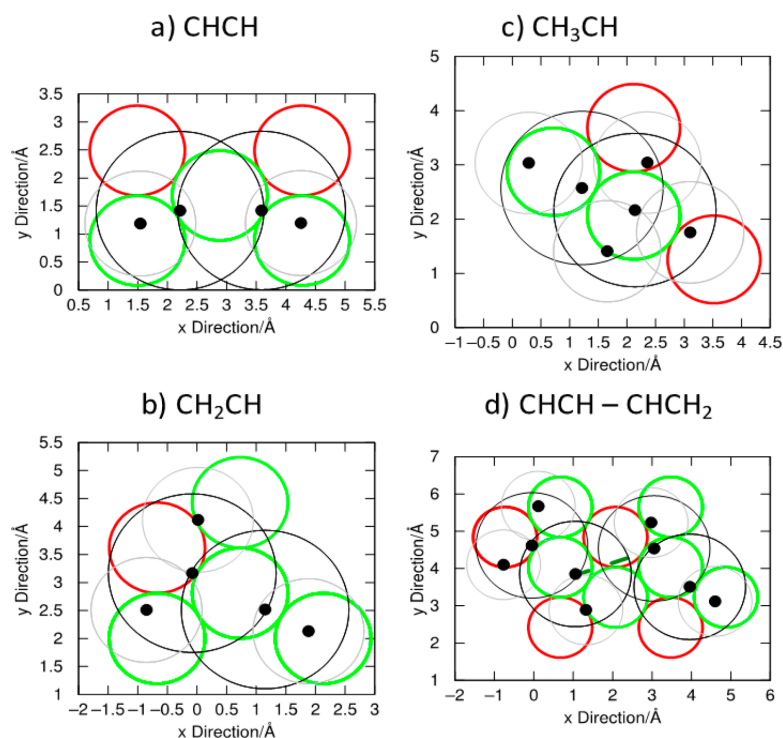 a) CHCH
3.5
3
2.5
2
1.5
1
0.5
0
y Direction/Å
0.5 1 1.5 2 2.5 3 3.5 4 4.5 5 5.5
x Direction/Å
c) CH₃CH
5
4
3
2
1
0
y Direction/Å
−1 −0.5 0 0.5 1 1.5 2 2.5 3 3.5 4 4.5
x Direction/Å
b) CH₂CH
5.5
5
4.5
4
3.5
3
2.5
2
1.5
1
y Direction/Å
−2 −1.5 −1 −0.5 0 0.5 1 1.5 2 2.5 3
x Direction/Å
d) CHCH – CHCH₂
7
6
5
4
3
2
1
y Direction/Å
−2 −1 0 1 2 3 4 5 6
x Direction/Å